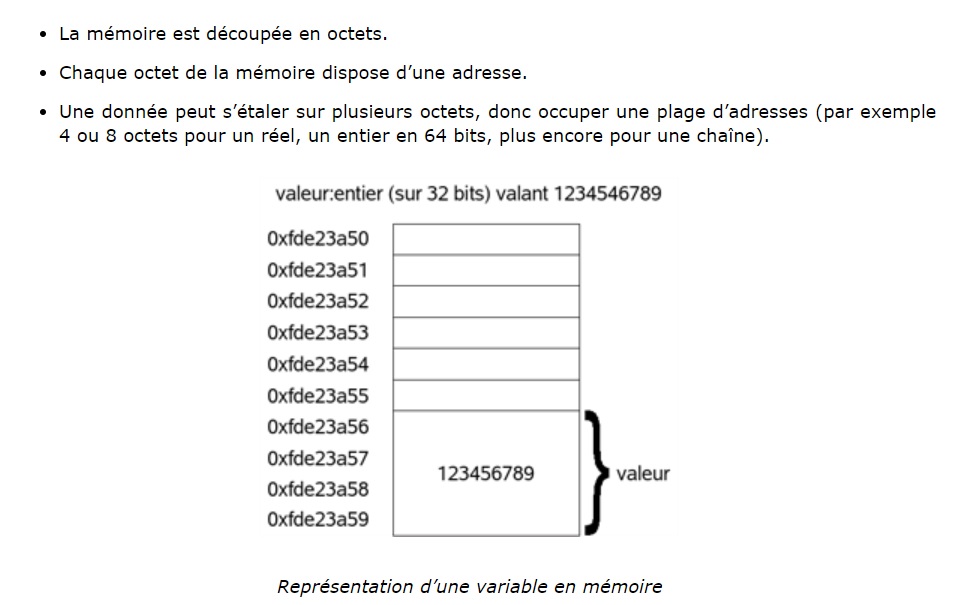 • La mémoire est découpée en octets.
• Chaque octet de la mémoire dispose d’une adresse.
• Une donnée peut s’étaler sur plusieurs octets, donc occuper une plage d’adresses (par exemple
4 ou 8 octets pour un réel, un entier en 64 bits, plus encore pour une chaîne).
valeur:entier (sur 32 bits) valant 1234546789
0xfde23a50
0xfde23a51
0xfde23a52
0xfde23a53
0xfde23a54
0xfde23a55
0xfde23a56
0xfde23a57
0xfde23a58
0xfde23a59
123456789
valeur
Représentation d’une variable en mémoire